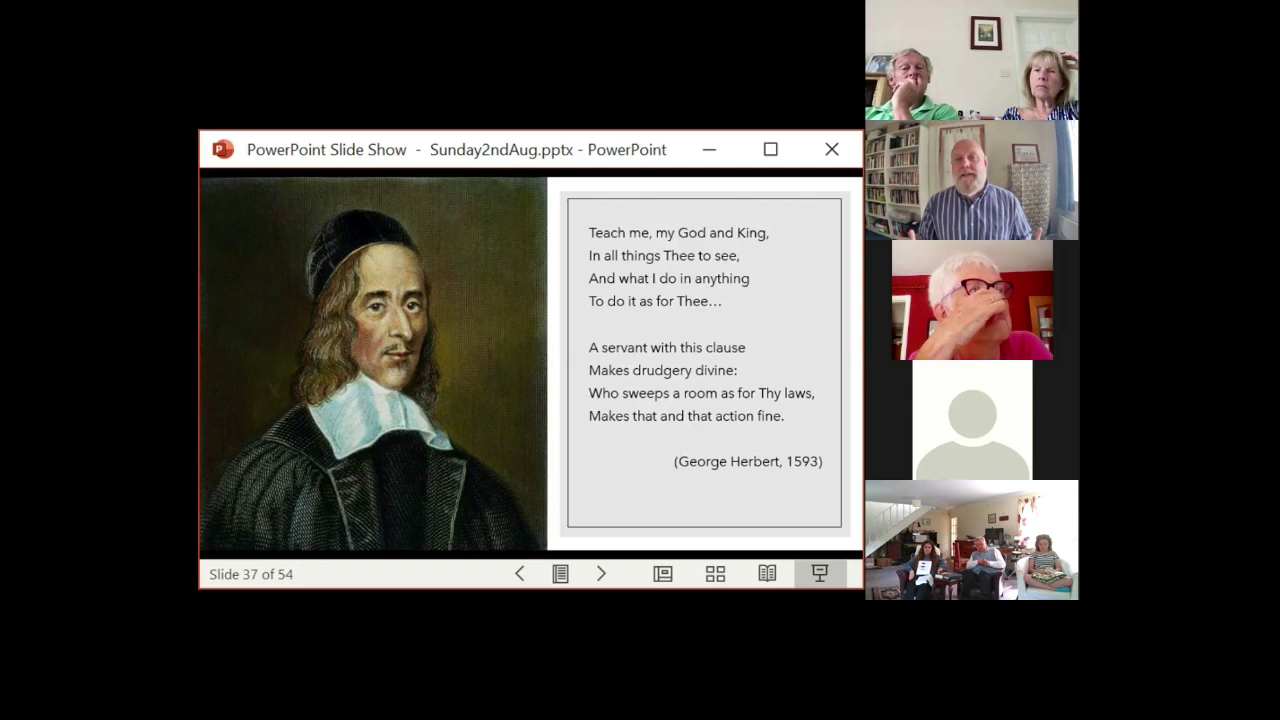 PowerPoint Slide Show - Sunday2ndAug.pptx - PowerPoint
Teach me, my God and King,
In all things Thee to see,
And what I do in anything
To do it as for Thee…
A servant with this clause
Makes drudgery divine:
Who sweeps a room as for Thy laws,
Makes that and that action fine.
(George Herbert, 1593)
Slide 37 of 54